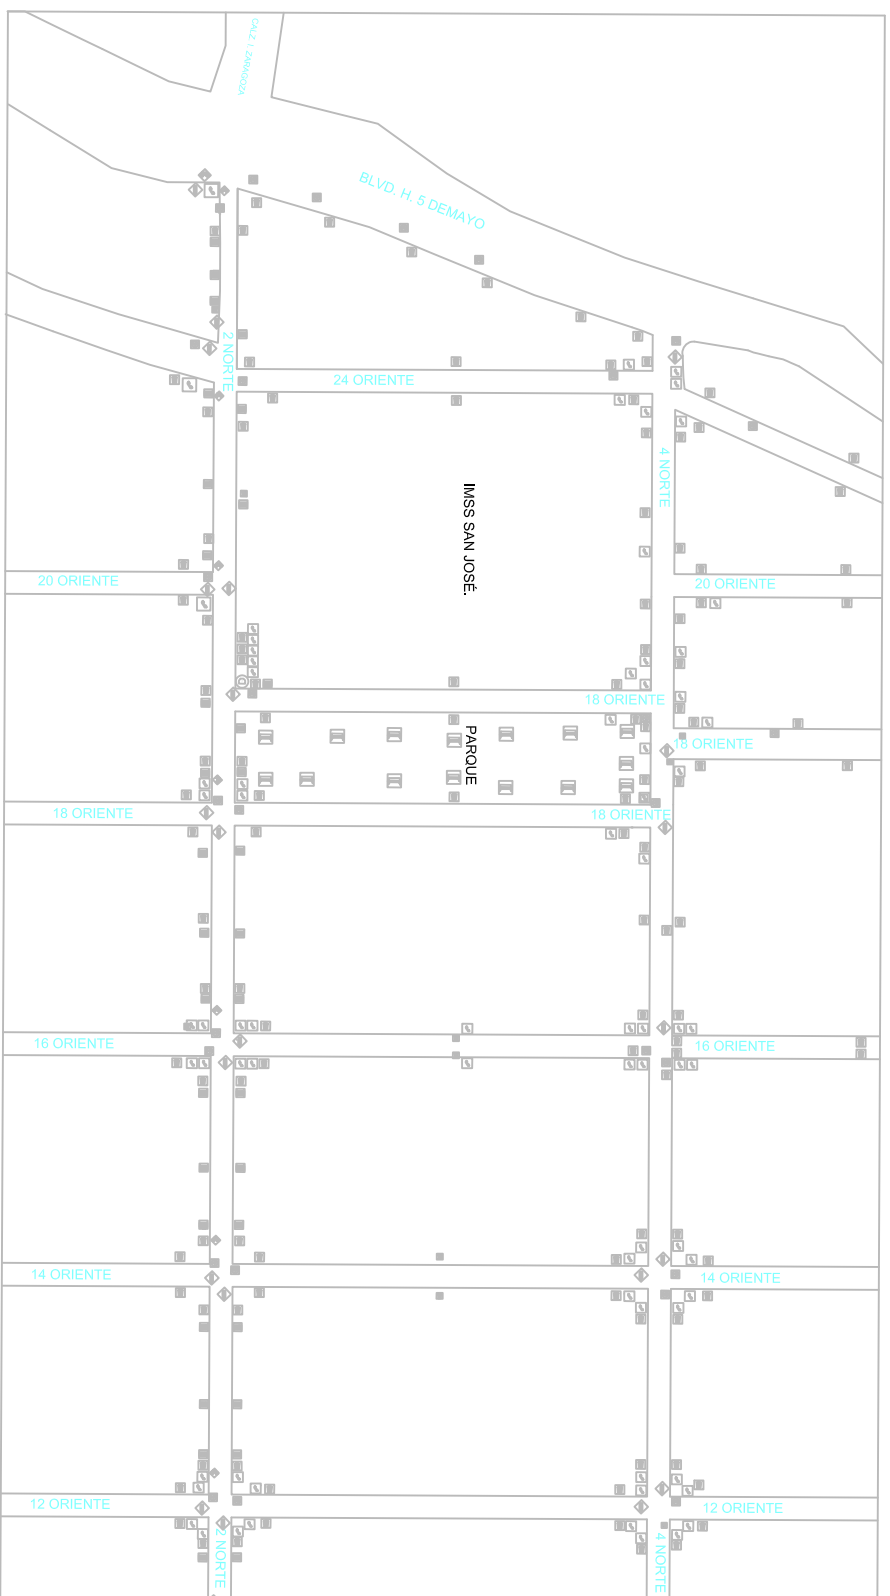 CALZ. I. ZARAGOZA
BLVD. H. 5 DEMAYO
2 NORTE
24 ORIENTE
4 NORTE
IMSS SAN JOSÉ.
20 ORIENTE
20 ORIENTE
18 ORIENTE
PARQUE
18 ORIENTE
18 ORIENTE
18 ORIENTE
16 ORIENTE
16 ORIENTE
14 ORIENTE
14 ORIENTE
12 ORIENTE
12 ORIENTE
2 NORTE
4 NORTE